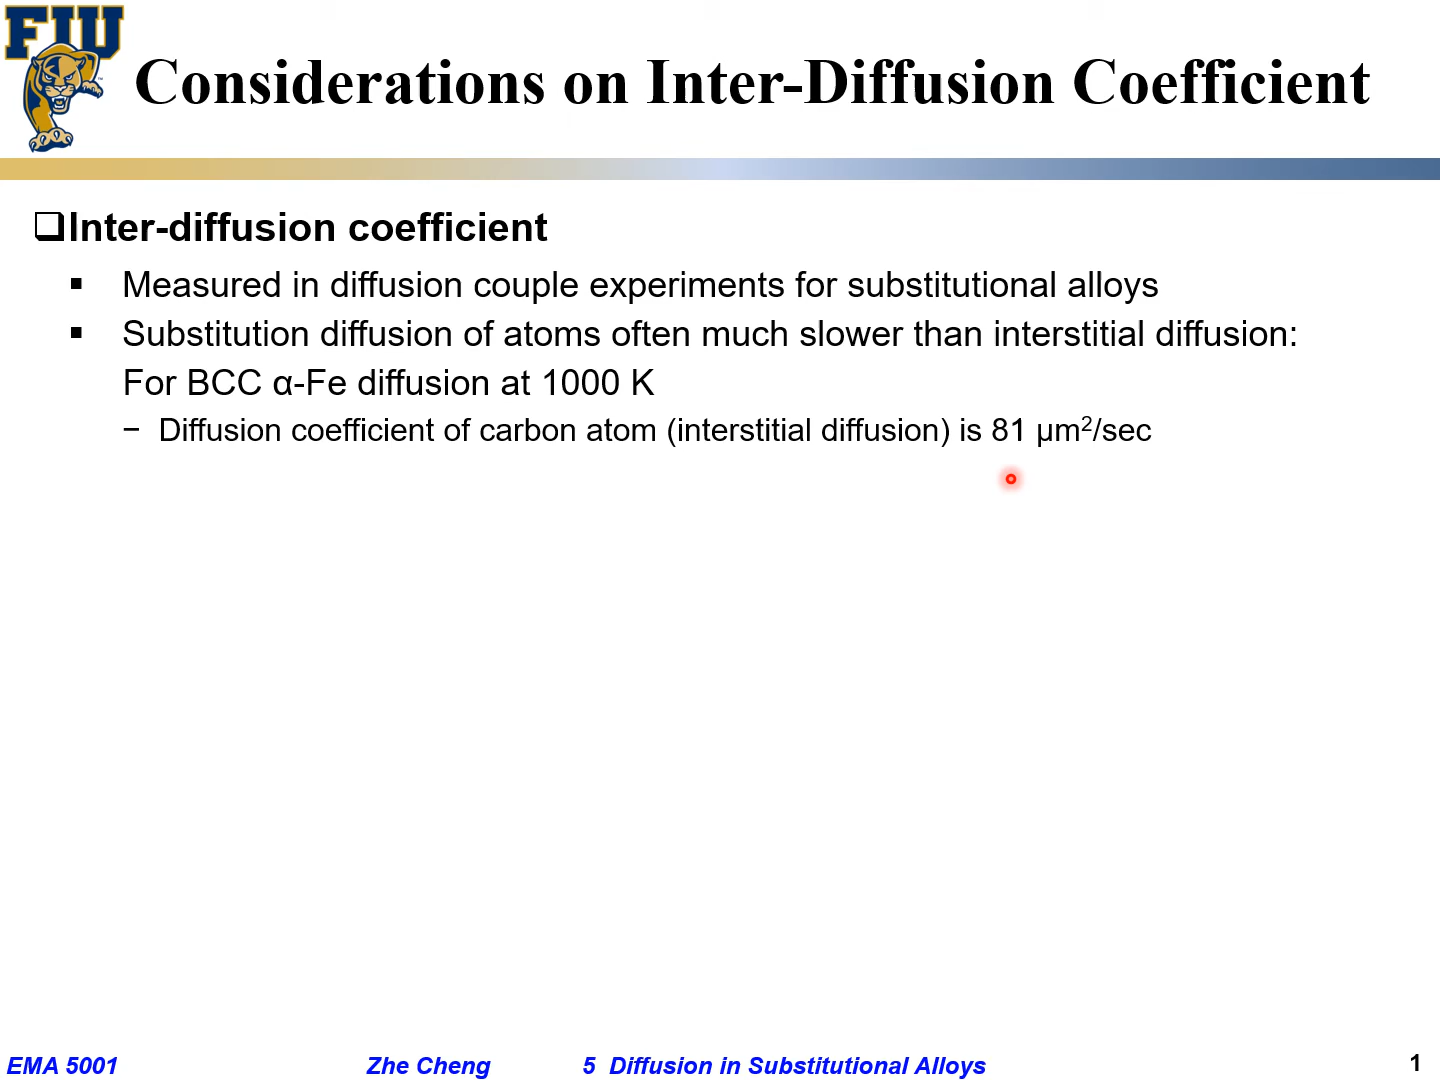 FIU
Considerations on Inter-Diffusion Coefficient
❑Inter-diffusion coefficient
▪ Measured in diffusion couple experiments for substitutional alloys
▪ Substitution diffusion of atoms often much slower than interstitial diffusion:
For BCC α-Fe diffusion at 1000 K
− Diffusion coefficient of carbon atom (interstitial diffusion) is 81 μm²/sec
EMA 5001 Zhe Cheng 5 Diffusion in Substitutional Alloys 1